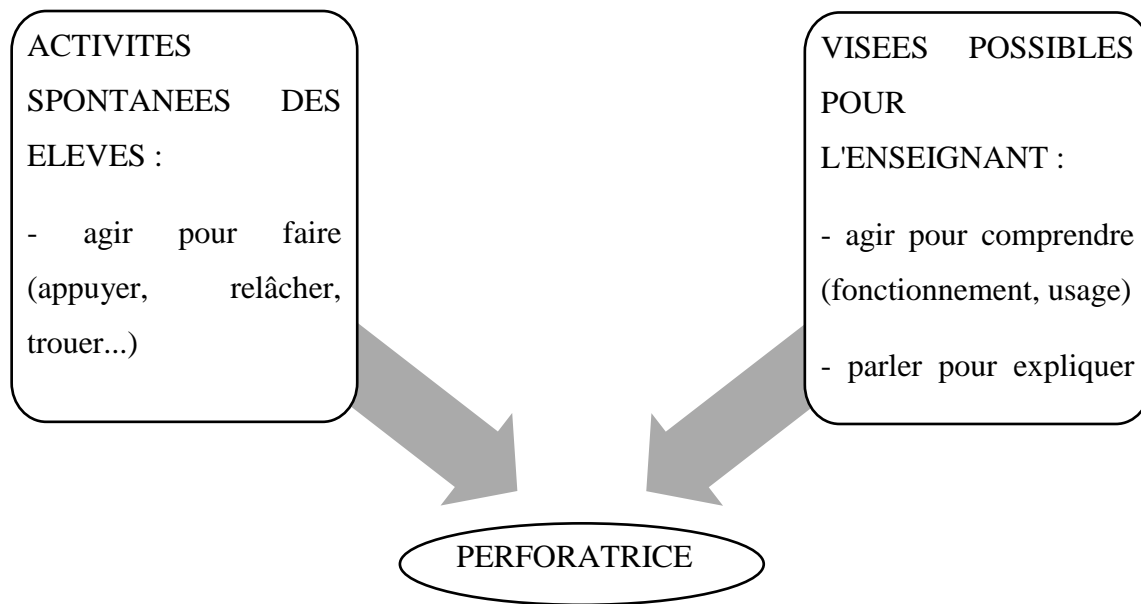 ACTIVITES
SPONTANEES DES
ELEVES :
- agir pour faire
(appuyer, relâcher,
trouer...)
VISEES POSSIBLES
POUR
L'ENSEIGNANT :
- agir pour comprendre
(fonctionnement, usage)
- parler pour expliquer
PERFORATRICE